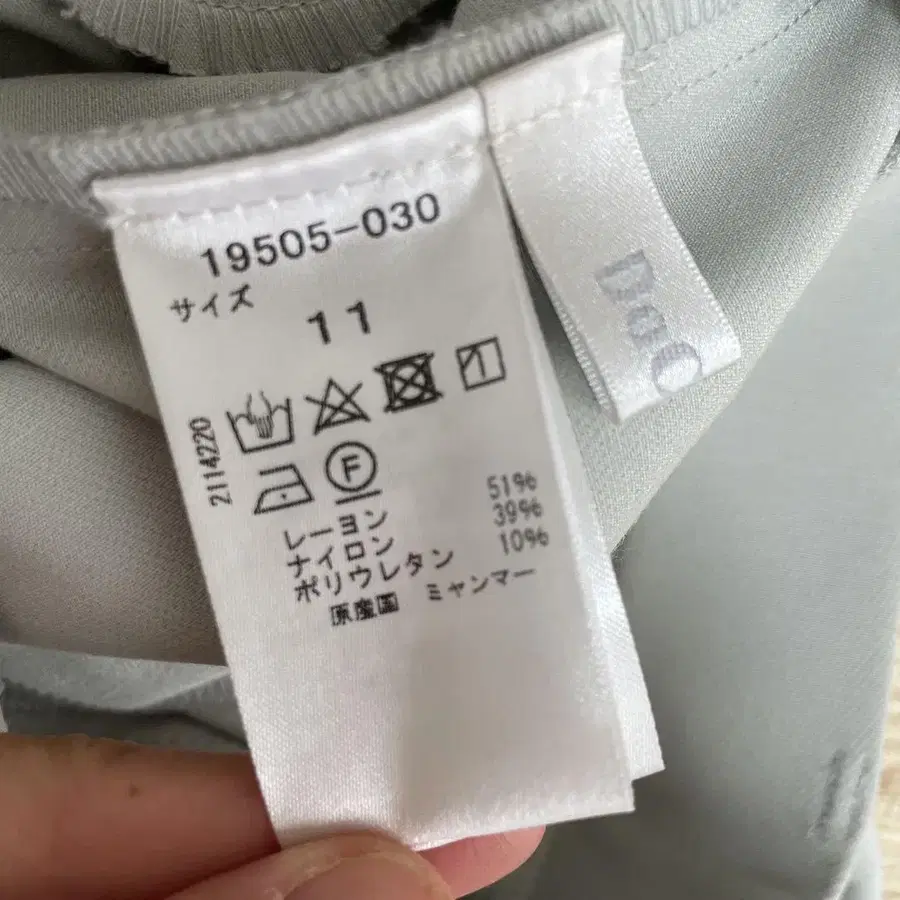 19505-030
サイズ
11
2114220
F
レーヨン 51%
ナイロン 39%
ポリウレタン 10%
原産国 ミャンマー